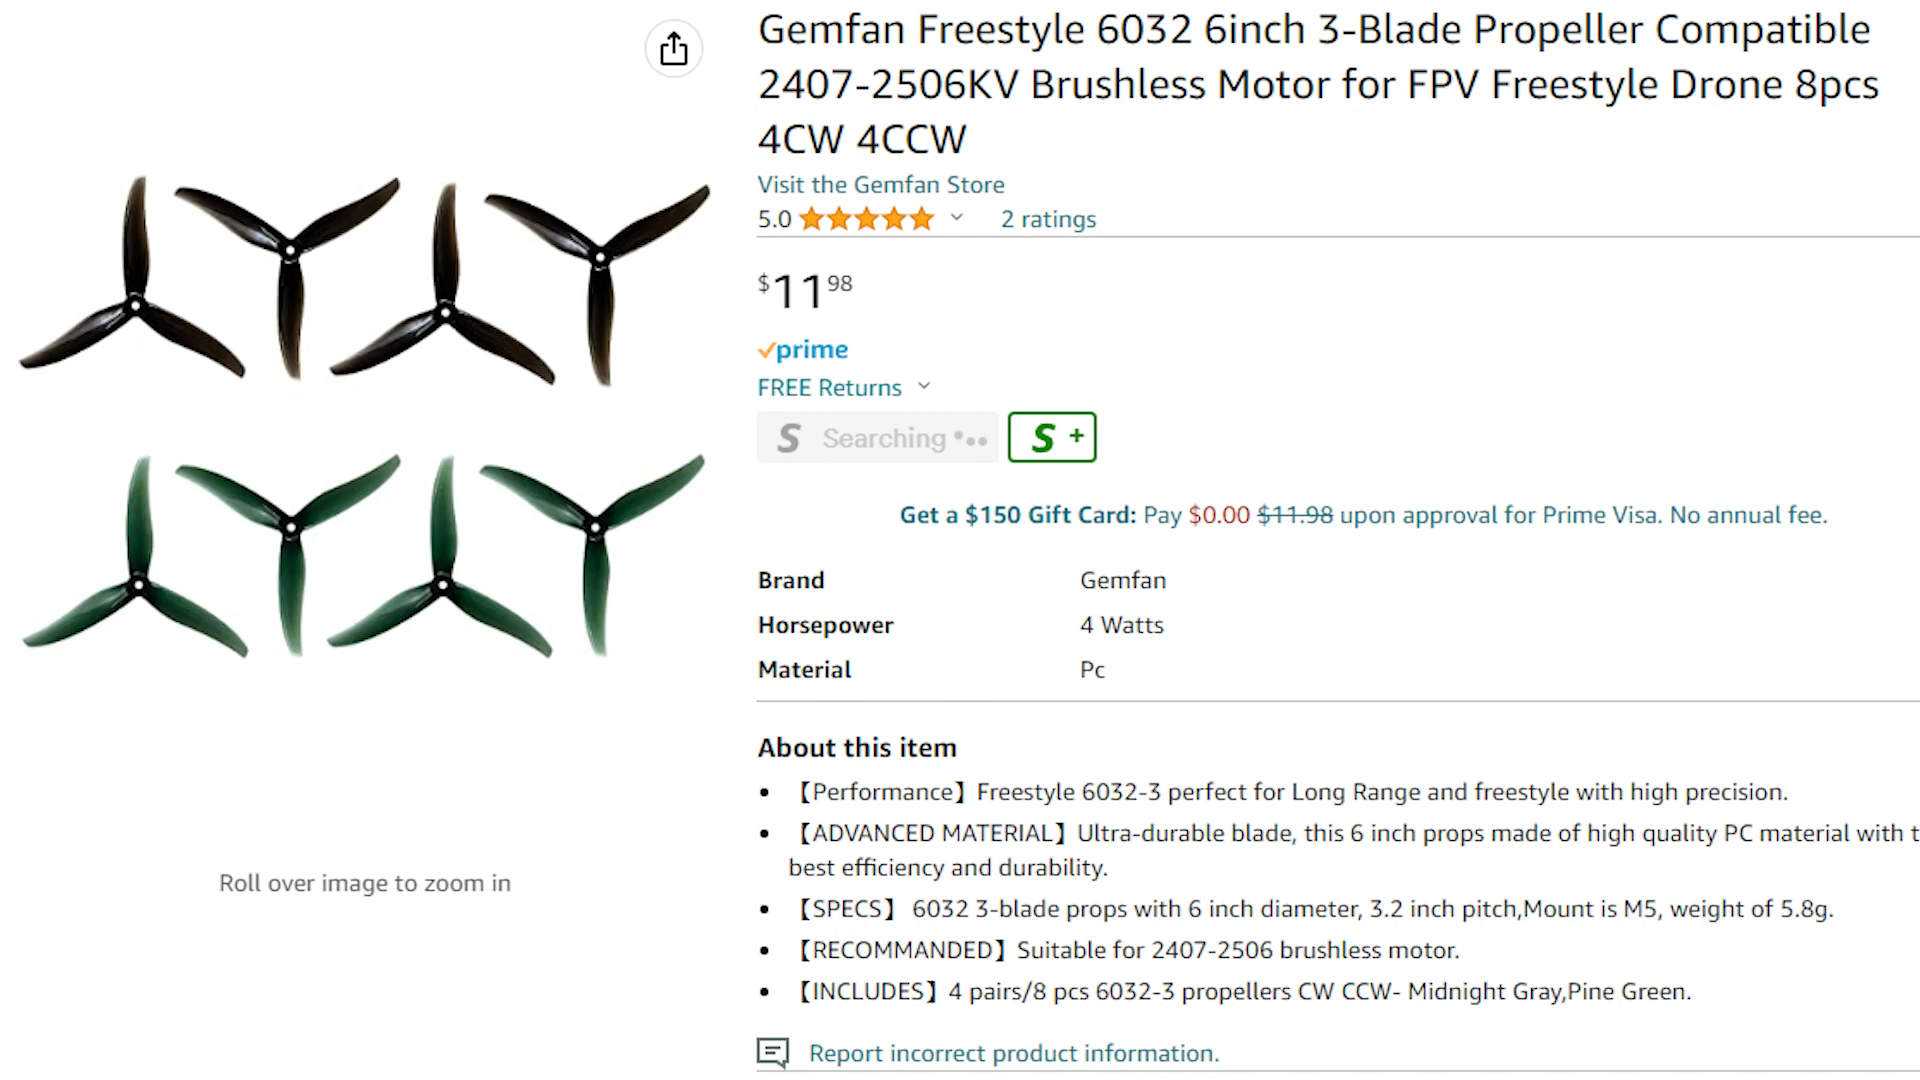 Gemfan Freestyle 6032 6inch 3-Blade Propeller Compatible
2407-2506KV Brushless Motor for FPV Freestyle Drone 8pcs
4CW 4CCW
Visit the Gemfan Store
5.0 2 ratings
$11 98
prime
FREE Returns
S Searching S +
Get a $150 Gift Card: Pay $0.00 $11.98 upon approval for Prime Visa. No annual fee.
Brand Gemfan
Horsepower 4 Watts
Material Pc
About this item
• 【Performance】Freestyle 6032-3 perfect for Long Range and freestyle with high precision.
• 【ADVANCED MATERIAL】Ultra-durable blade, this 6 inch props made of high quality PC material with t
best efficiency and durability.
• 【SPECS】 6032 3-blade props with 6 inch diameter, 3.2 inch pitch,Mount is M5, weight of 5.8g.
• 【RECOMMANDED】Suitable for 2407-2506 brushless motor.
• 【INCLUDES】4 pairs/8 pcs 6032-3 propellers CW CCW- Midnight Gray,Pine Green.
Report incorrect product information.
Roll over image to zoom in